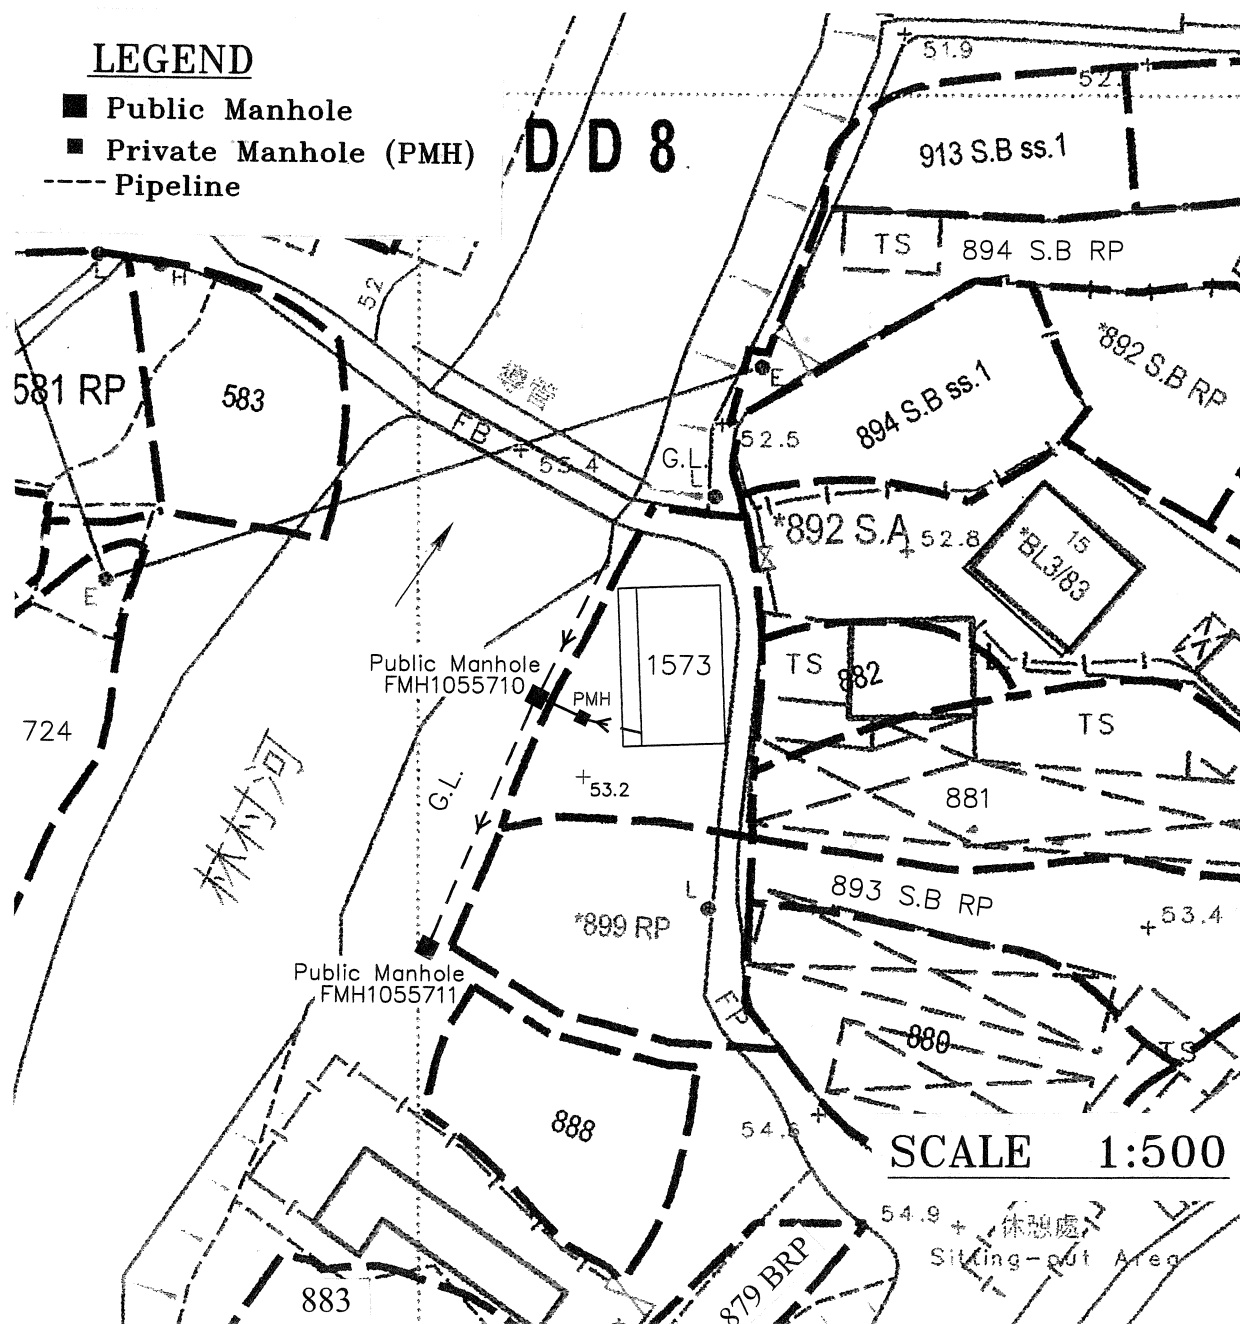 LEGEND
Public Manhole
Private Manhole (PMH)
Pipeline
D D 8
51.9
52.
913 S.B ss.1
TS
894 S.B RP
L
H
52
*892 S.B RP
E
導管
581 RP
583
894 S.B ss.1
FB
52.5
G.L.
L
*892 S.A
52.8
15
*BL3/83
E
1573
TS
882
Public Manhole
FMH1055710
PMH
724
TS
林村河
G.L.
53.2
881
893 S.B RP
L
*899 RP
53.4
Public Manhole
FMH1055711
FP
880
TS
888
54.6
SCALE 1:500
54.9
休憩處
Sitting-out Area
883
879 BRP